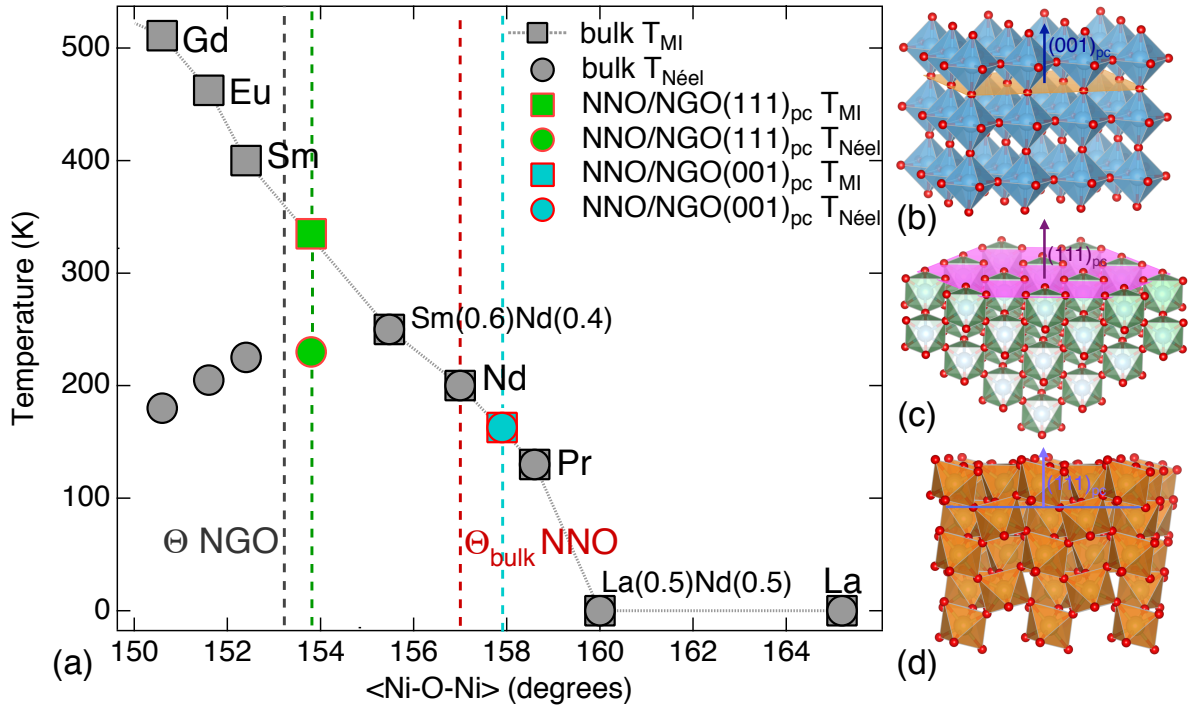 500
400
300
200
100
0
Temperature (K)
150
152
154
156
158
160
162
164
<Ni-O-Ni> (degrees)
(a)
Gd
Eu
Sm
Sm(0.6)Nd(0.4)
Nd
Pr
La(0.5)Nd(0.5)
La
Θ NGO
Θbulk NNO
bulk TMI
bulk TNéel
NNO/NGO(111)pc TMI
NNO/NGO(111)pc TNéel
NNO/NGO(001)pc TMI
NNO/NGO(001)pc TNéel
(001)pc
(b)
(111)pc
(c)
(111)pc
(d)